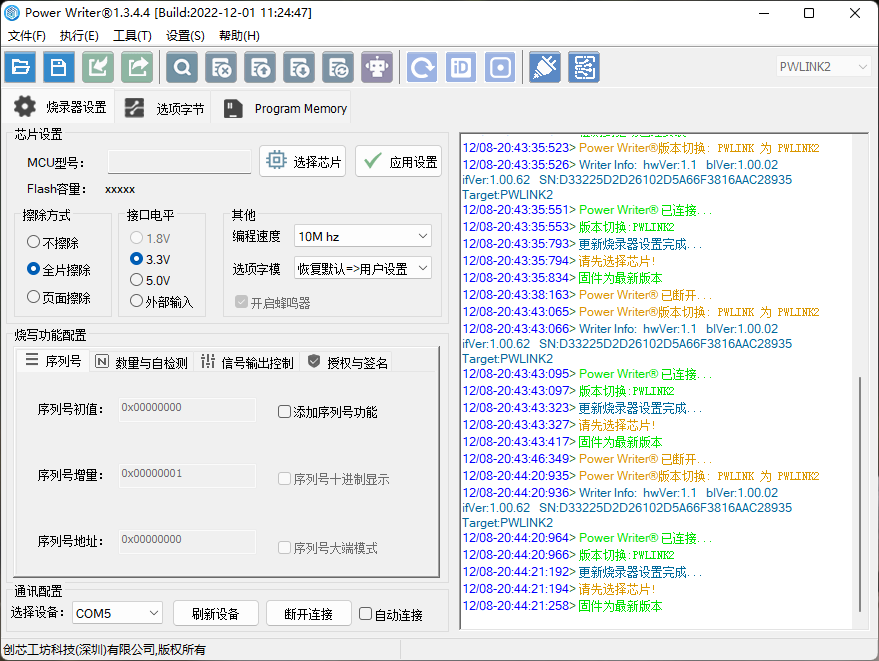 Power Writer®1.3.4.4 [Build:2022-12-01 11:24:47]
文件(F) 执行(E) 工具(T) 设置(S) 帮助(H)
iD
PWLINK2
烧录器设置 选项字节 Program Memory
芯片设置
MCU型号： 选择芯片 应用设置
Flash容量： xxxxx
擦除方式
不擦除
全片擦除
页面擦除
接口电平
1.8V
3.3V
5.0V
外部输入
其他
编程速度 10M hz
选项字模 恢复默认=>用户设置
开启蜂鸣器
烧写功能配置
序列号 数量与自检测 信号输出控制 授权与签名
序列号初值： 0x00000000 添加序列号功能
序列号增量： 0x00000001 序列号十进制显示
序列号地址： 0x00000000 序列号大端模式
通讯配置
选择设备： COM5 刷新设备 断开连接 自动连接
12/08-20:43:35:523> Power Writer®版本切换：PWLINK 为 PWLINK2
12/08-20:43:35:526> Writer Info: hwVer:1.1 blVer:1.00.02
ifVer:1.00.62 SN:D33225D2D26102D5A66F3816AAC28935
Target:PWLINK2
12/08-20:43:35:551> Power Writer® 已连接...
12/08-20:43:35:553> 版本切换:PWLINK2
12/08-20:43:35:793> 更新烧录器设置完成...
12/08-20:43:35:794> 请先选择芯片!
12/08-20:43:35:834> 固件为最新版本
12/08-20:43:38:163> Power Writer® 已断开...
12/08-20:43:43:065> Power Writer®版本切换：PWLINK 为 PWLINK2
12/08-20:43:43:066> Writer Info: hwVer:1.1 blVer:1.00.02
ifVer:1.00.62 SN:D33225D2D26102D5A66F3816AAC28935
Target:PWLINK2
12/08-20:43:43:095> Power Writer® 已连接...
12/08-20:43:43:097> 版本切换:PWLINK2
12/08-20:43:43:323> 更新烧录器设置完成...
12/08-20:43:43:327> 请先选择芯片!
12/08-20:43:43:417> 固件为最新版本
12/08-20:43:46:349> Power Writer® 已断开...
12/08-20:44:20:935> Power Writer®版本切换：PWLINK 为 PWLINK2
12/08-20:44:20:936> Writer Info: hwVer:1.1 blVer:1.00.02
ifVer:1.00.62 SN:D33225D2D26102D5A66F3816AAC28935
Target:PWLINK2
12/08-20:44:20:964> Power Writer® 已连接...
12/08-20:44:20:966> 版本切换:PWLINK2
12/08-20:44:21:192> 更新烧录器设置完成...
12/08-20:44:21:194> 请先选择芯片!
12/08-20:44:21:258> 固件为最新版本
创芯工坊科技(深圳)有限公司,版权所有